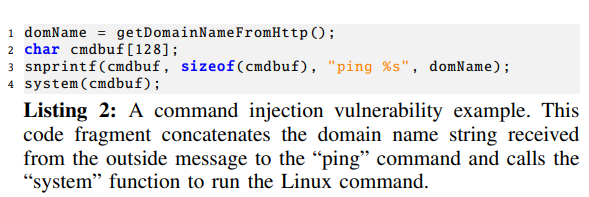 1 domName = getDomainNameFromHttp();
2 char cmdbuf[128];
3 snprintf(cmdbuf, sizeof(cmdbuf), "ping %s", domName);
4 system(cmdbuf);
Listing 2: A command injection vulnerability example. This
code fragment concatenates the domain name string received
from the outside message to the “ping” command and calls the
“system” function to run the Linux command.